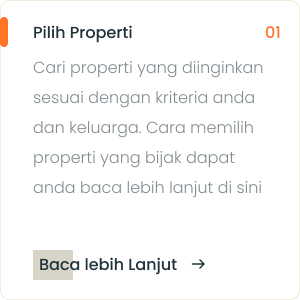 Pilih Properti 01
Cari properti yang diinginkan
sesuai dengan kriteria anda
dan keluarga. Cara memilih
properti yang bijak dapat
anda baca lebih lanjut di sini
Baca lebih Lanjut →